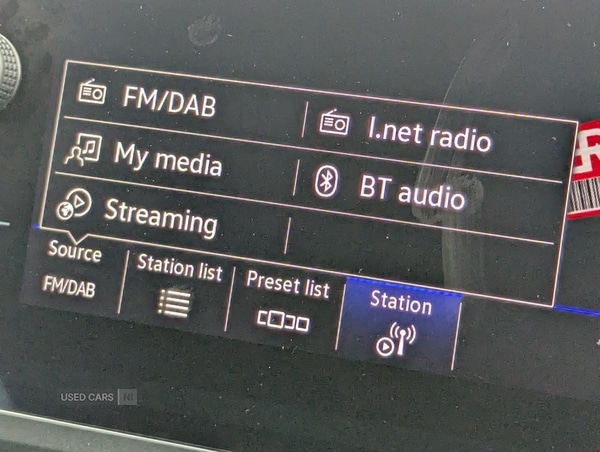 FM/DAB
I.net radio
My media
BT audio
Streaming
Source
FM/DAB
Station list
Preset list
Station
USED CARS NI